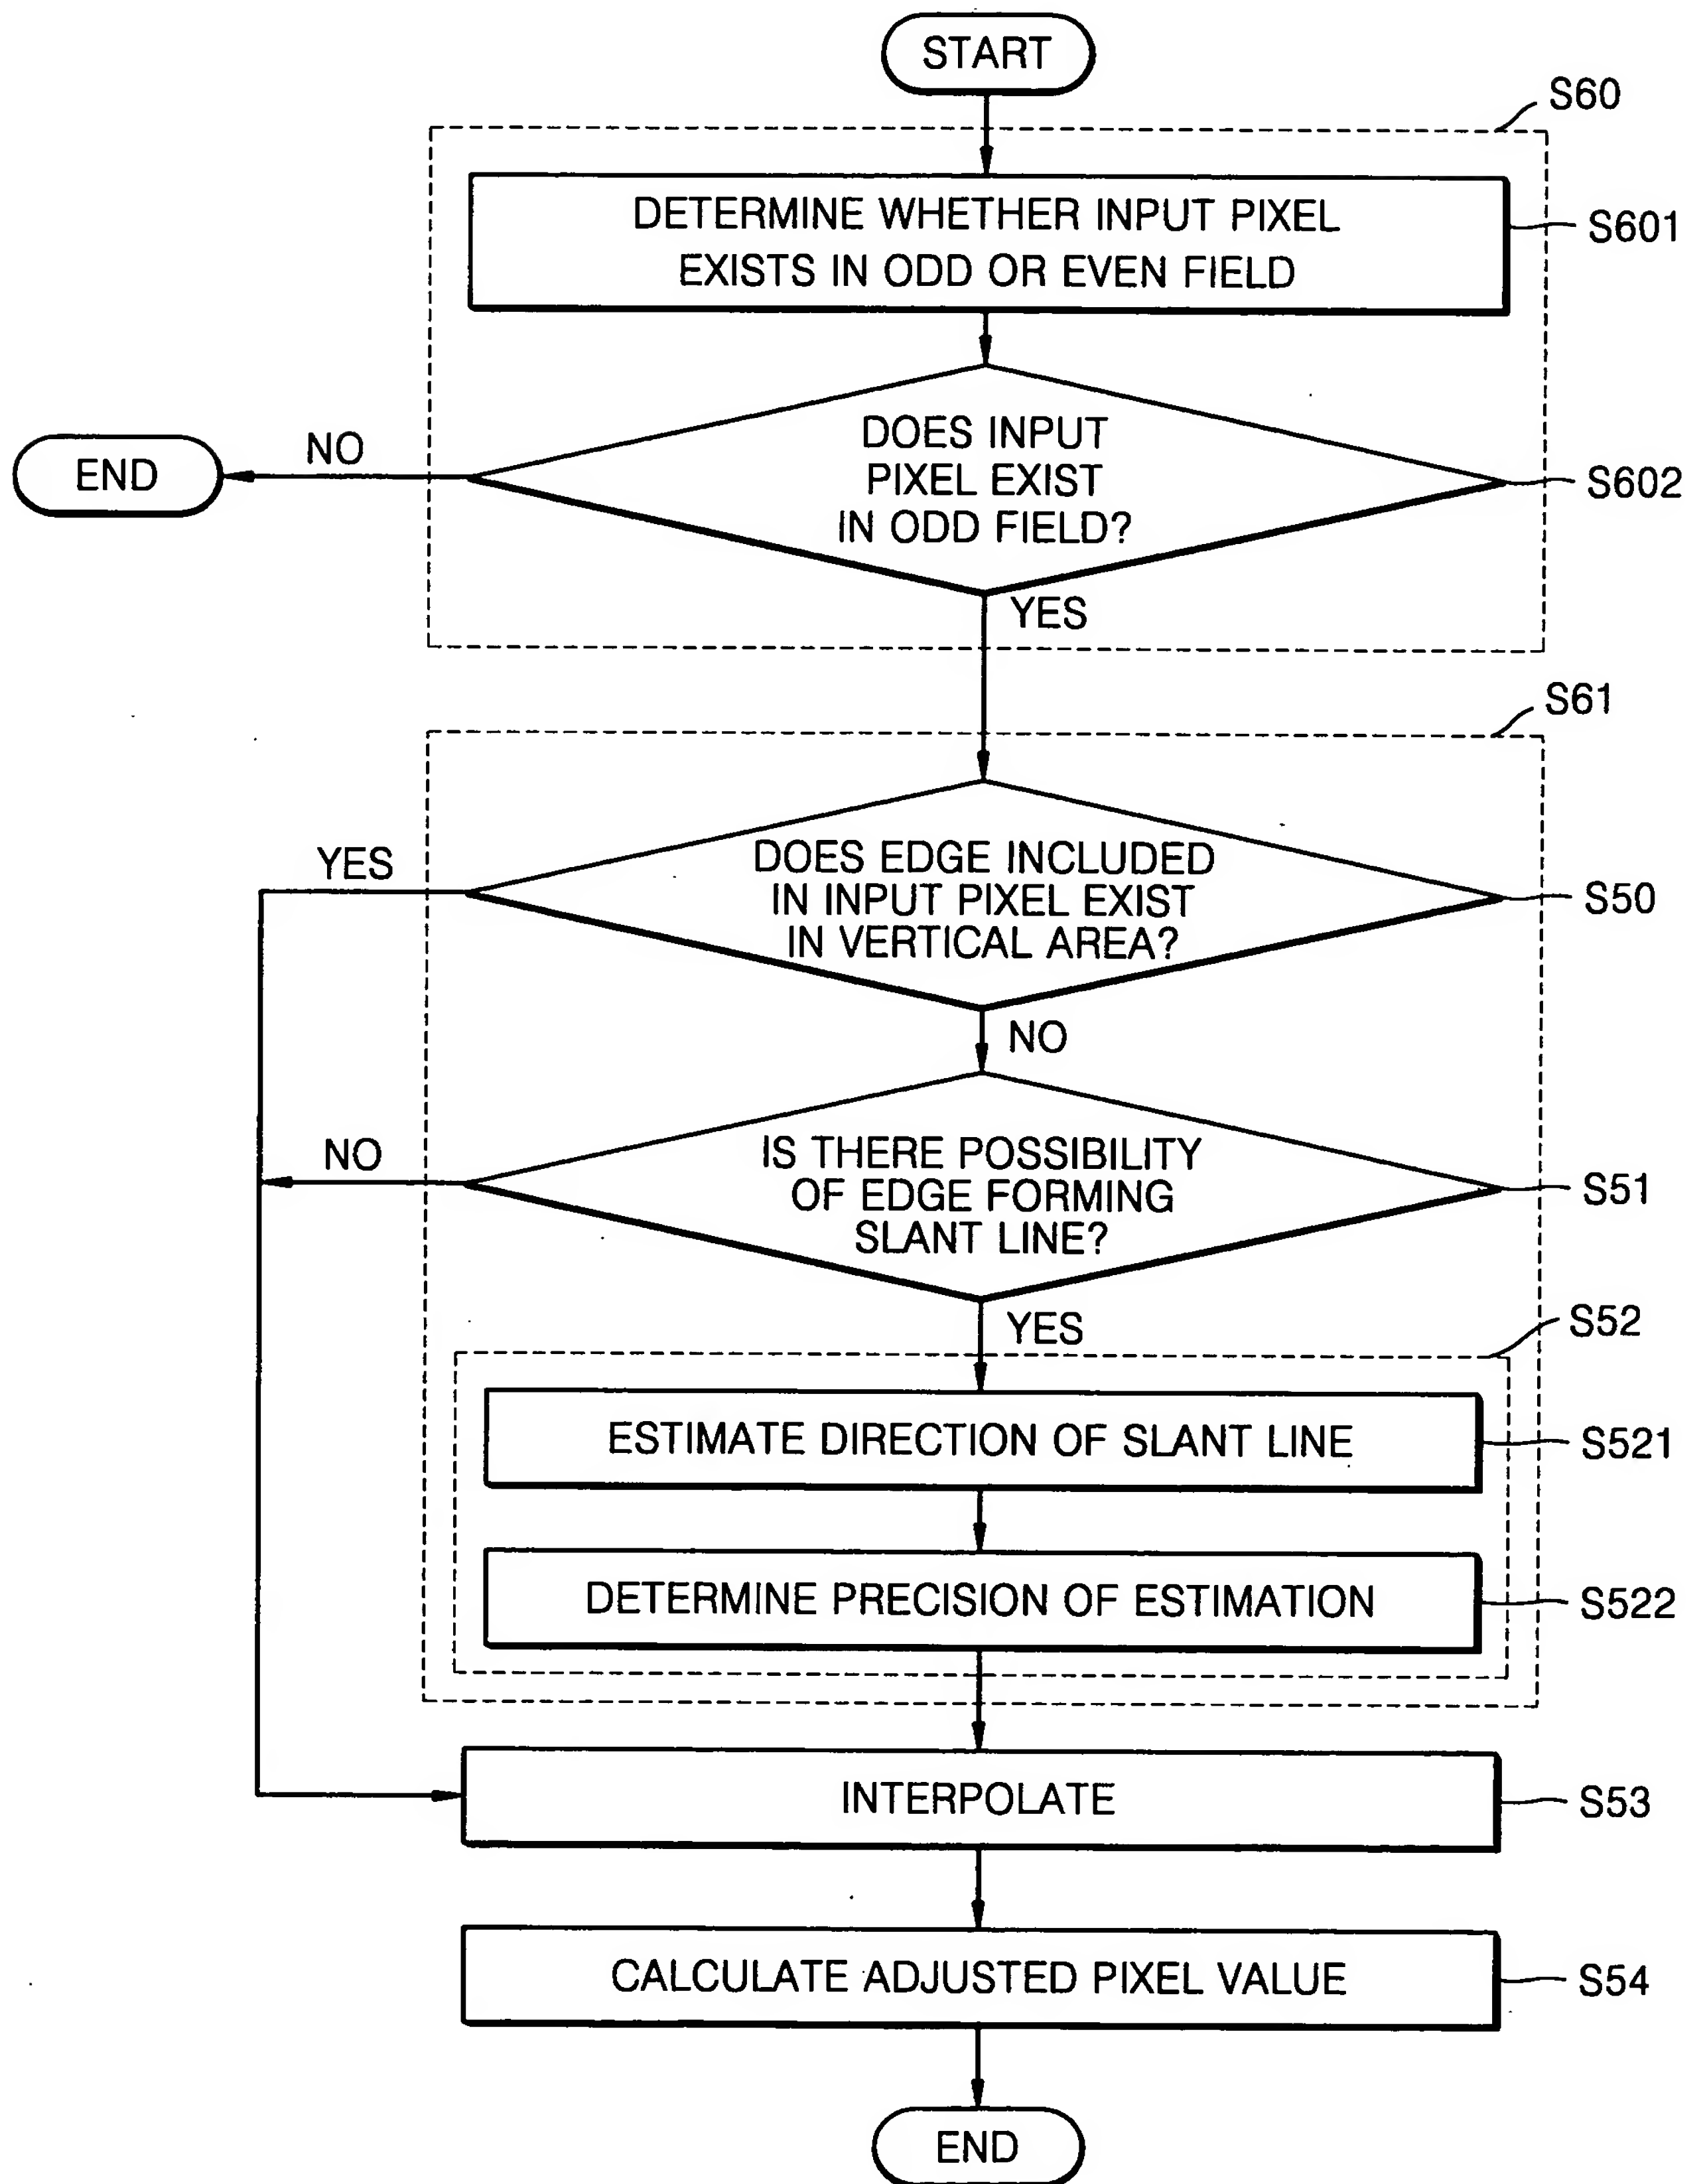 START
S60
DETERMINE WHETHER INPUT PIXEL
EXISTS IN ODD OR EVEN FIELD
S601
DOES INPUT
PIXEL EXIST
IN ODD FIELD?
S602
NO
END
YES
S61
DOES EDGE INCLUDED
IN INPUT PIXEL EXIST
IN VERTICAL AREA?
S50
YES
NO
IS THERE POSSIBILITY
OF EDGE FORMING
SLANT LINE?
S51
NO
YES
S52
ESTIMATE DIRECTION OF SLANT LINE
S521
DETERMINE PRECISION OF ESTIMATION
S522
INTERPOLATE
S53
CALCULATE ADJUSTED PIXEL VALUE
S54
END